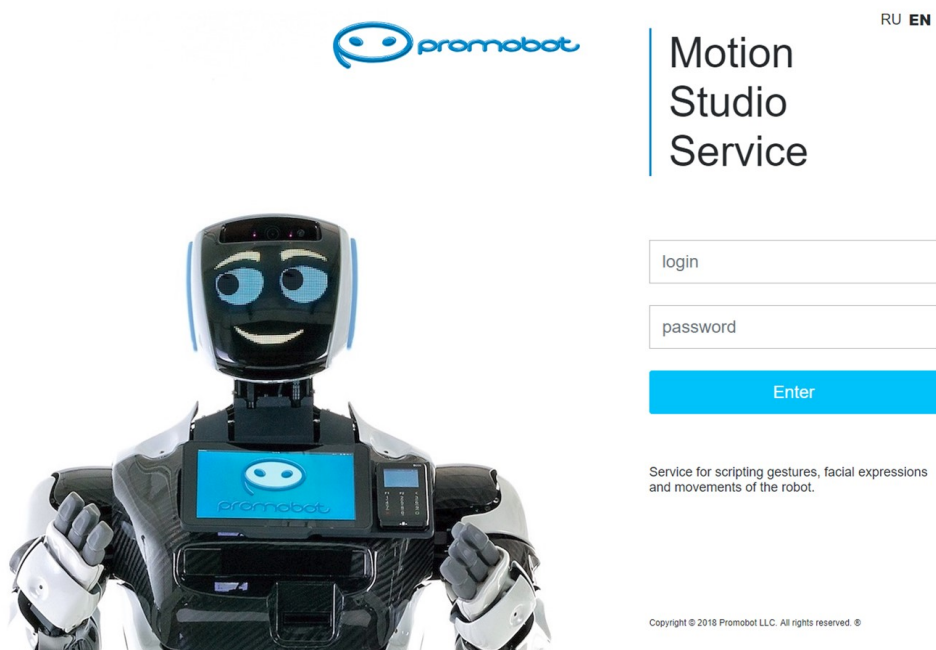 RU EN
promobot
Motion
Studio
Service
login
password
Enter
promobot
Service for scripting gestures, facial expressions
and movements of the robot.
Copyright © 2018 Promobot LLC. All rights reserved. ®